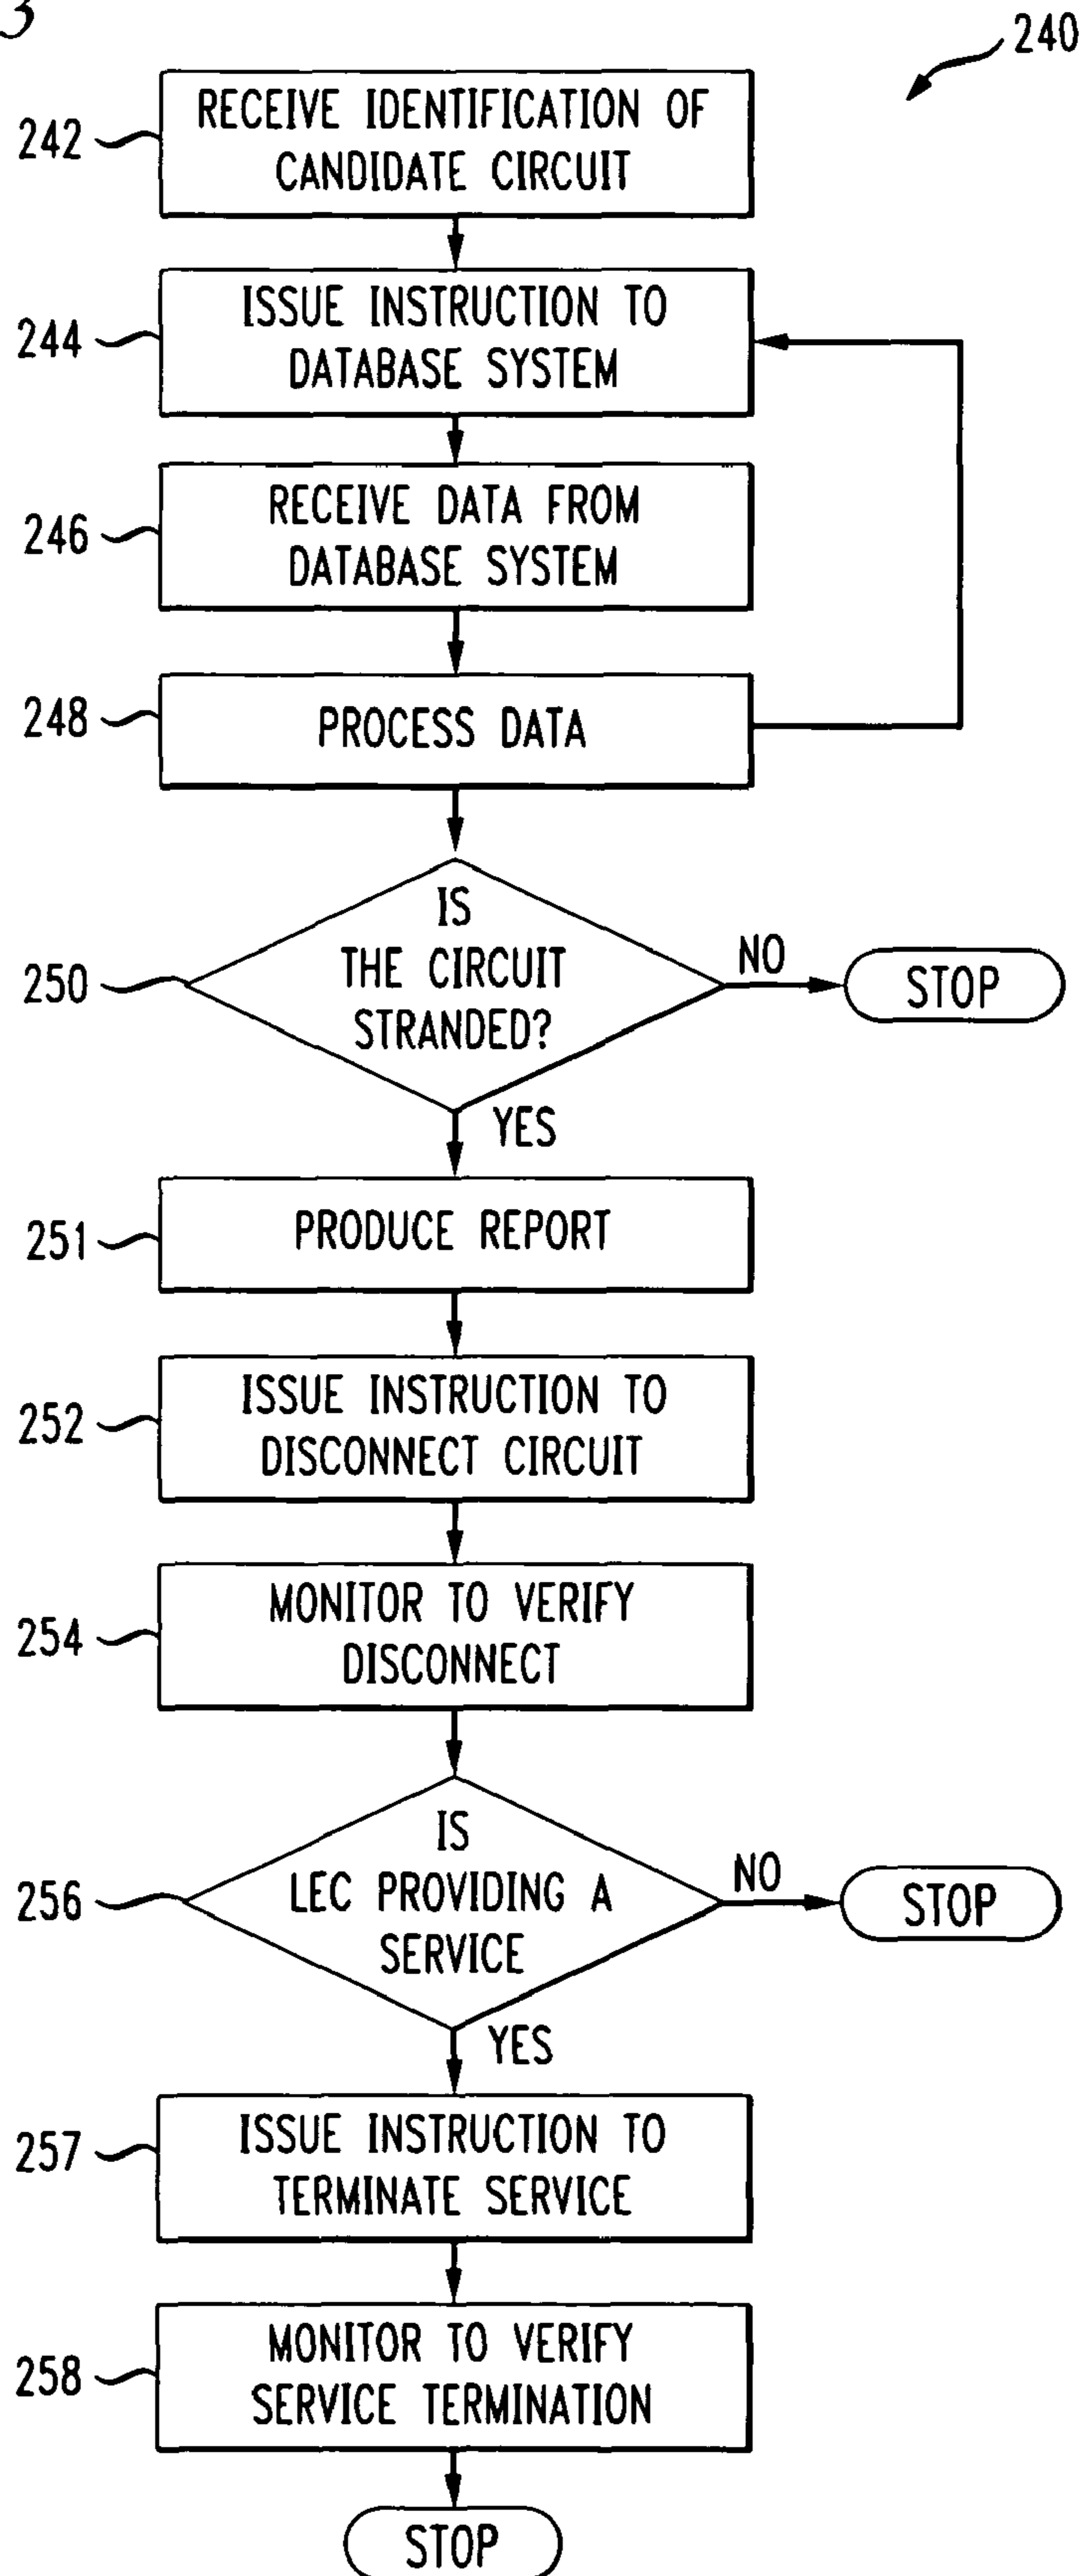 3
240
242
RECEIVE IDENTIFICATION OF
CANDIDATE CIRCUIT
244
ISSUE INSTRUCTION TO
DATABASE SYSTEM
246
RECEIVE DATA FROM
DATABASE SYSTEM
248
PROCESS DATA
250
IS
THE CIRCUIT
STRANDED?
NO
STOP
YES
251
PRODUCE REPORT
252
ISSUE INSTRUCTION TO
DISCONNECT CIRCUIT
254
MONITOR TO VERIFY
DISCONNECT
256
IS
LEC PROVIDING A
SERVICE
NO
STOP
YES
257
ISSUE INSTRUCTION TO
TERMINATE SERVICE
258
MONITOR TO VERIFY
SERVICE TERMINATION
STOP